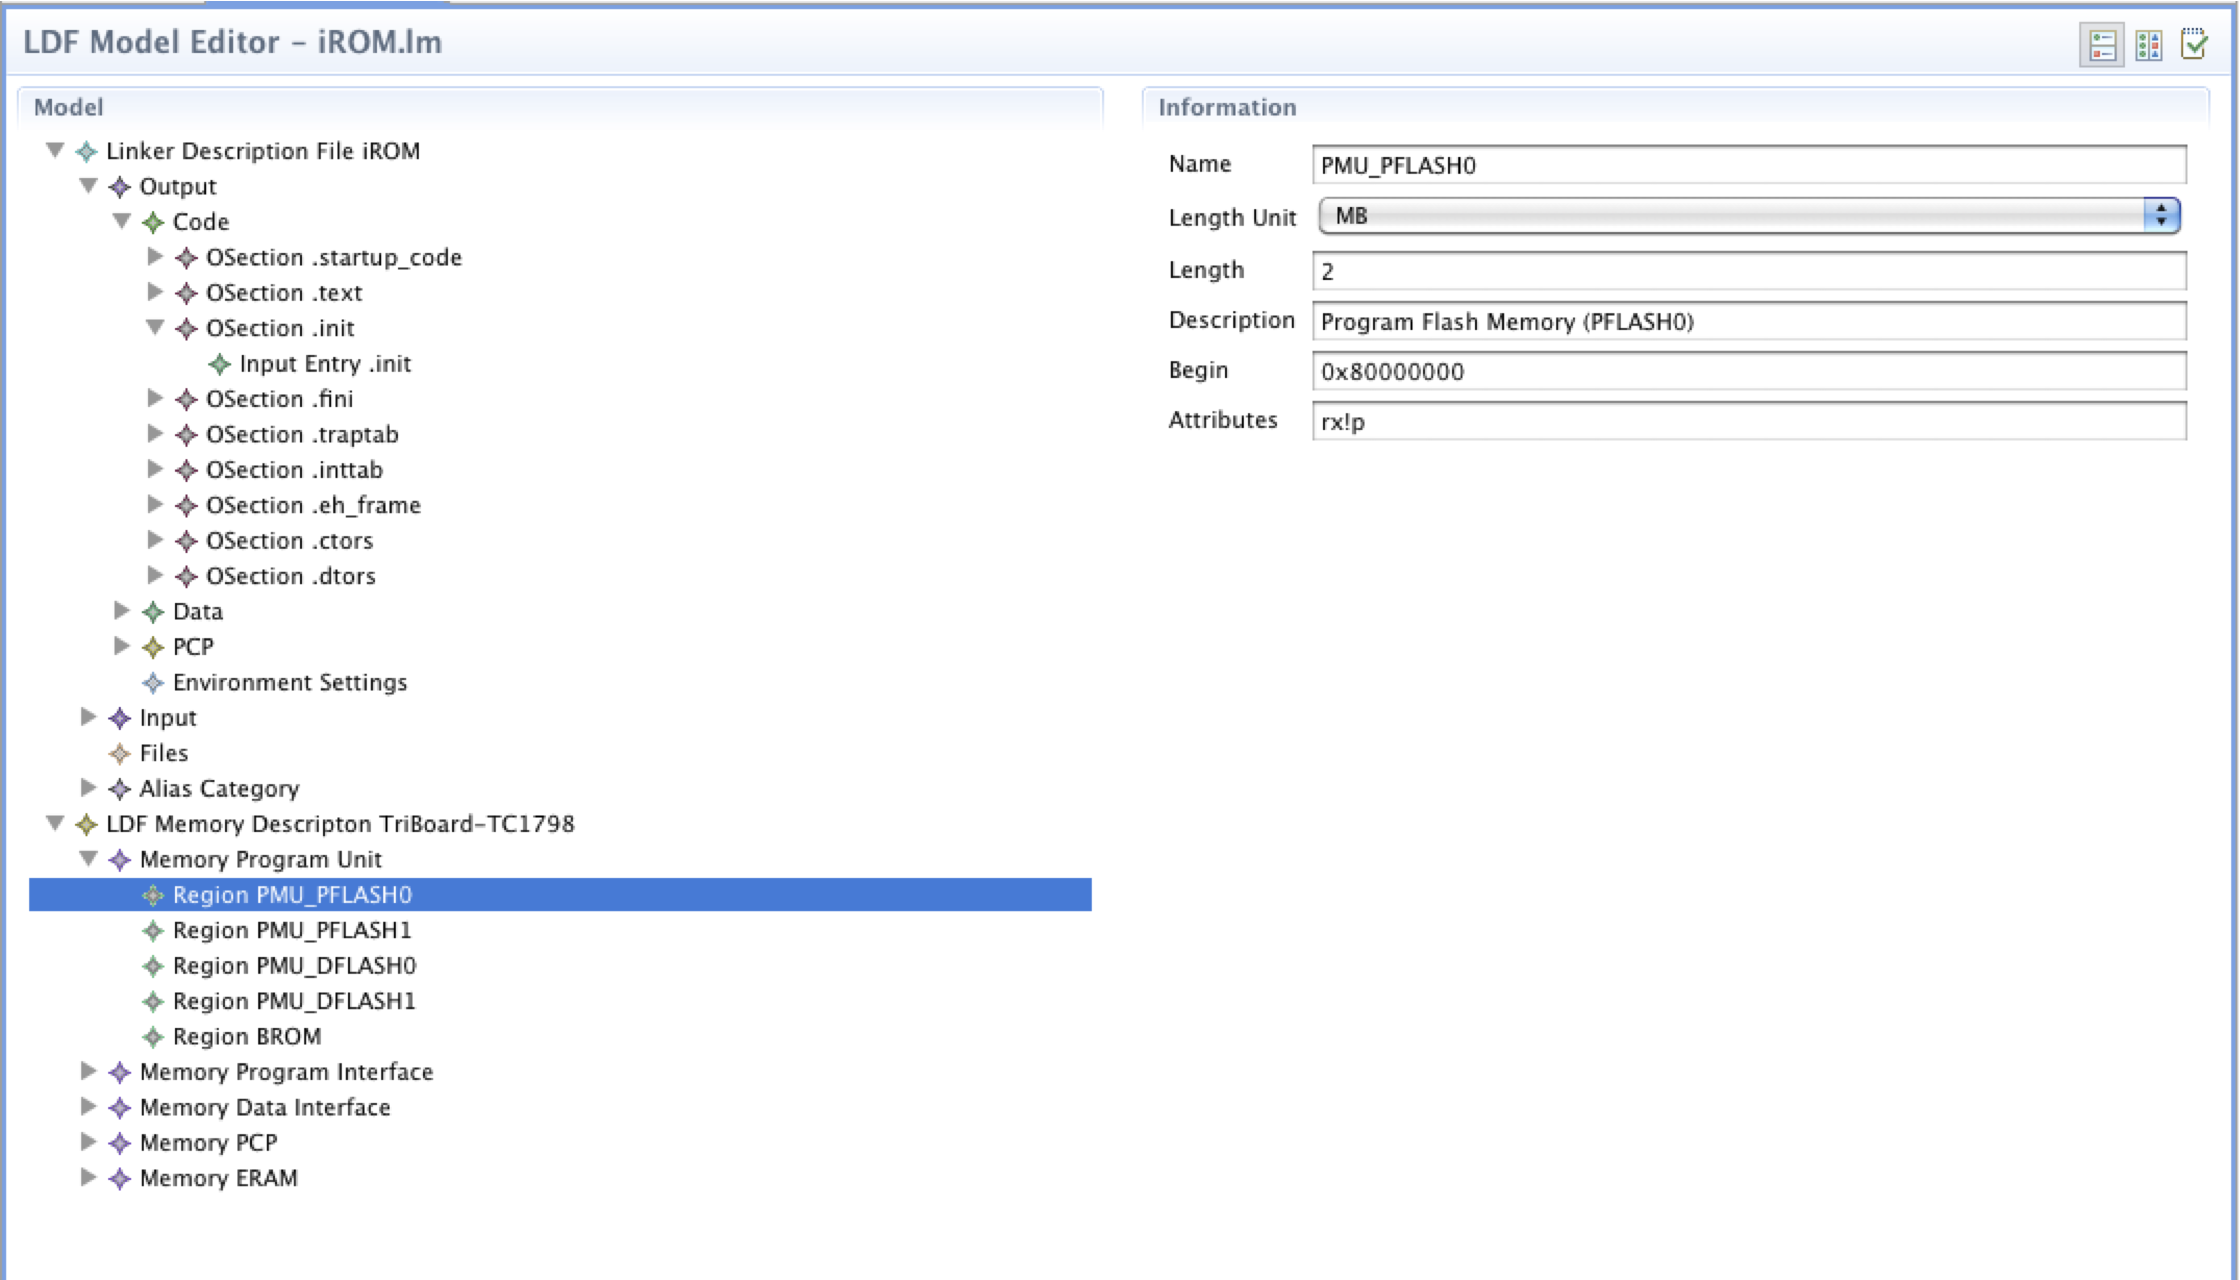 LDF Model Editor – iROM.lm
Model
Linker Description File iROM
Output
Code
OSection .startup_code
OSection .text
OSection .init
Input Entry .init
OSection .fini
OSection .traptab
OSection .inttab
OSection .eh_frame
OSection .ctors
OSection .dtors
Data
PCP
Environment Settings
Input
Files
Alias Category
LDF Memory Descripton TriBoard-TC1798
Memory Program Unit
Region PMU_PFLASH0
Region PMU_PFLASH1
Region PMU_DFLASH0
Region PMU_DFLASH1
Region BROM
Memory Program Interface
Memory Data Interface
Memory PCP
Memory ERAM
Information
Name PMU_PFLASH0
Length Unit MB
Length 2
Description Program Flash Memory (PFLASH0)
Begin 0x80000000
Attributes rx!p